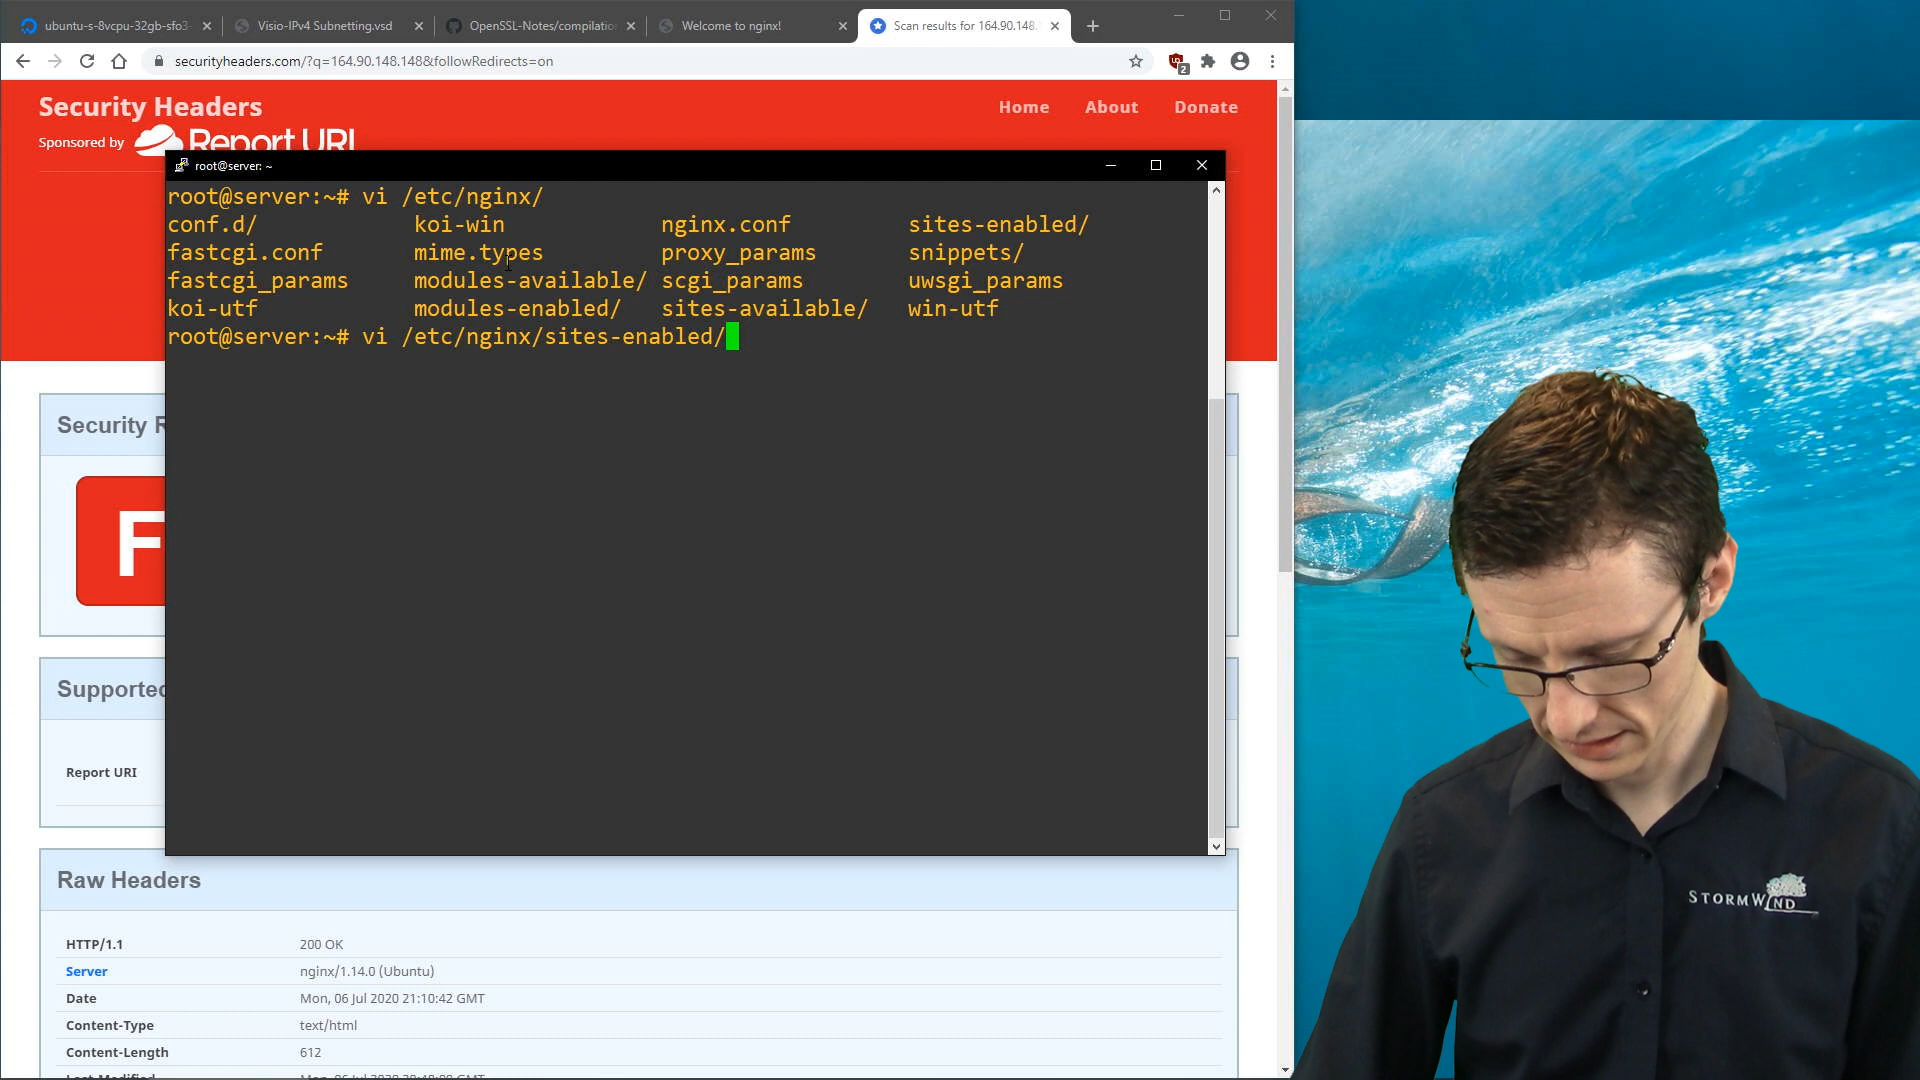 ubuntu-s-8vcpu-32gb-sfo3-
Visio-IPv4 Subnetting.vsd
OpenSSL-Notes/compilatio
Welcome to nginx!
Scan results for 164.90.148.
securityheaders.com/?q=164.90.148.148&followRedirects=on
2
Security Headers
Home About Donate
Sponsored by Report URI
root@server: ~
root@server:~# vi /etc/nginx/
conf.d/ koi-win nginx.conf sites-enabled/
fastcgi.conf mime.types proxy_params snippets/
fastcgi_params modules-available/ scgi_params uwsgi_params
koi-utf modules-enabled/ sites-available/ win-utf
root@server:~# vi /etc/nginx/sites-enabled/
Security R
F
Supported
Report URI
Raw Headers
HTTP/1.1 200 OK
Server nginx/1.14.0 (Ubuntu)
Date Mon, 06 Jul 2020 21:10:42 GMT
Content-Type text/html
Content-Length 612
Last-Modified
STORMWIND